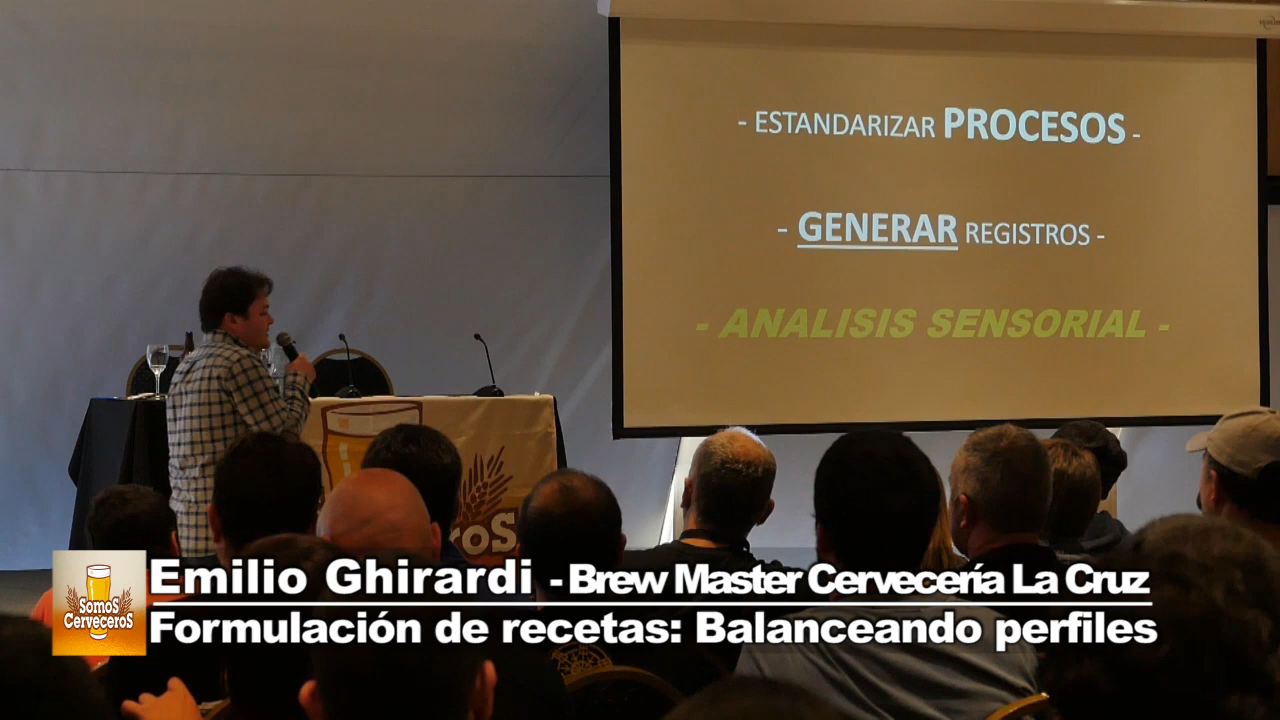 - ESTANDARIZAR PROCESOS -
- GENERAR REGISTROS -
- ANALISIS SENSORIAL -
roS
SomoS
CerveceroS
Emilio Ghirardi - Brew Master Cervecería La Cruz
Formulación de recetas: Balanceando perfiles